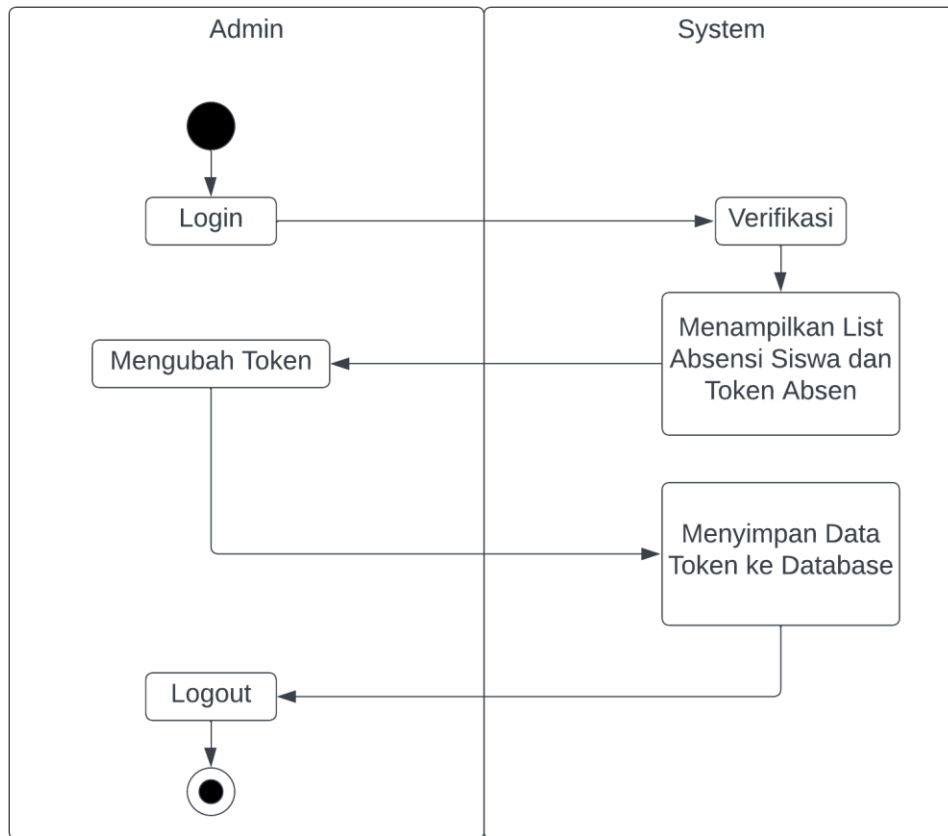 Admin
System
Login
Verifikasi
Menampilkan List
Absensi Siswa dan
Token Absen
Mengubah Token
Menyimpan Data
Token ke Database
Logout